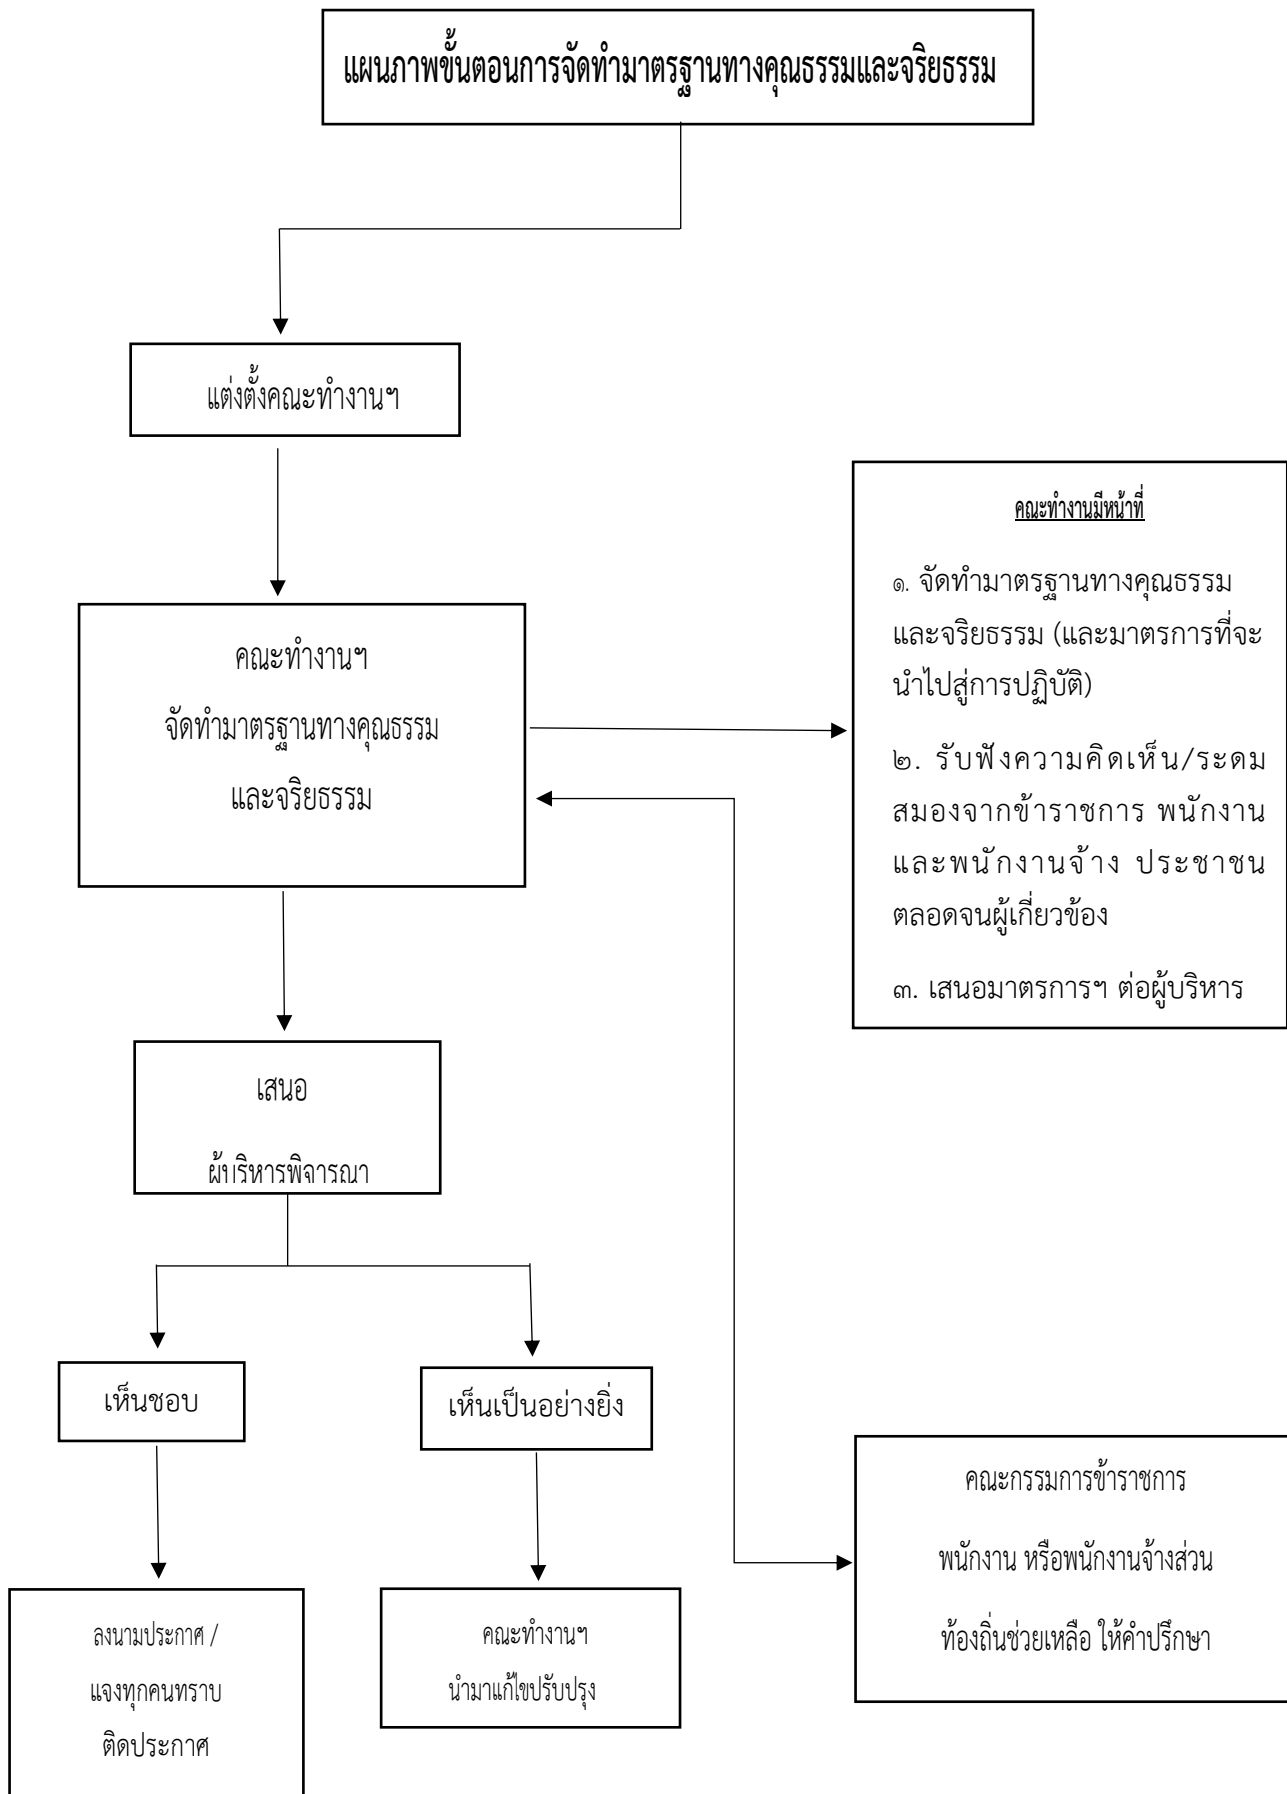 แผนภาพขั้นตอนการจัดทำมาตรฐานทางคุณธรรมและจริยธรรม
แต่งตั้งคณะทำงานฯ
คณะทำงานฯ
จัดทำมาตรฐานทางคุณธรรม
และจริยธรรม
คณะทำงานมีหน้าที่
๑. จัดทำมาตรฐานทางคุณธรรม
และจริยธรรม (และมาตรการที่จะ
นำไปสู่การปฏิบัติ)
๒. รับฟังความคิดเห็น/ระดม
สมองจากข้าราชการ พนักงาน
และพนักงานจ้าง ประชาชน
ตลอดจนผู้เกี่ยวข้อง
๓. เสนอมาตรการฯ ต่อผู้บริหาร
เสนอ
ผู้บริหารพิจารณา
เห็นชอบ
เห็นเป็นอย่างยิ่ง
ลงนามประกาศ /
แจงทุกคนทราบ
ติดประกาศ
คณะทำงานฯ
นำมาแก้ไขปรับปรุง
คณะกรรมการข้าราชการ
พนักงาน หรือพนักงานจ้างส่วน
ท้องถิ่นช่วยเหลือ ให้คำปรึกษา